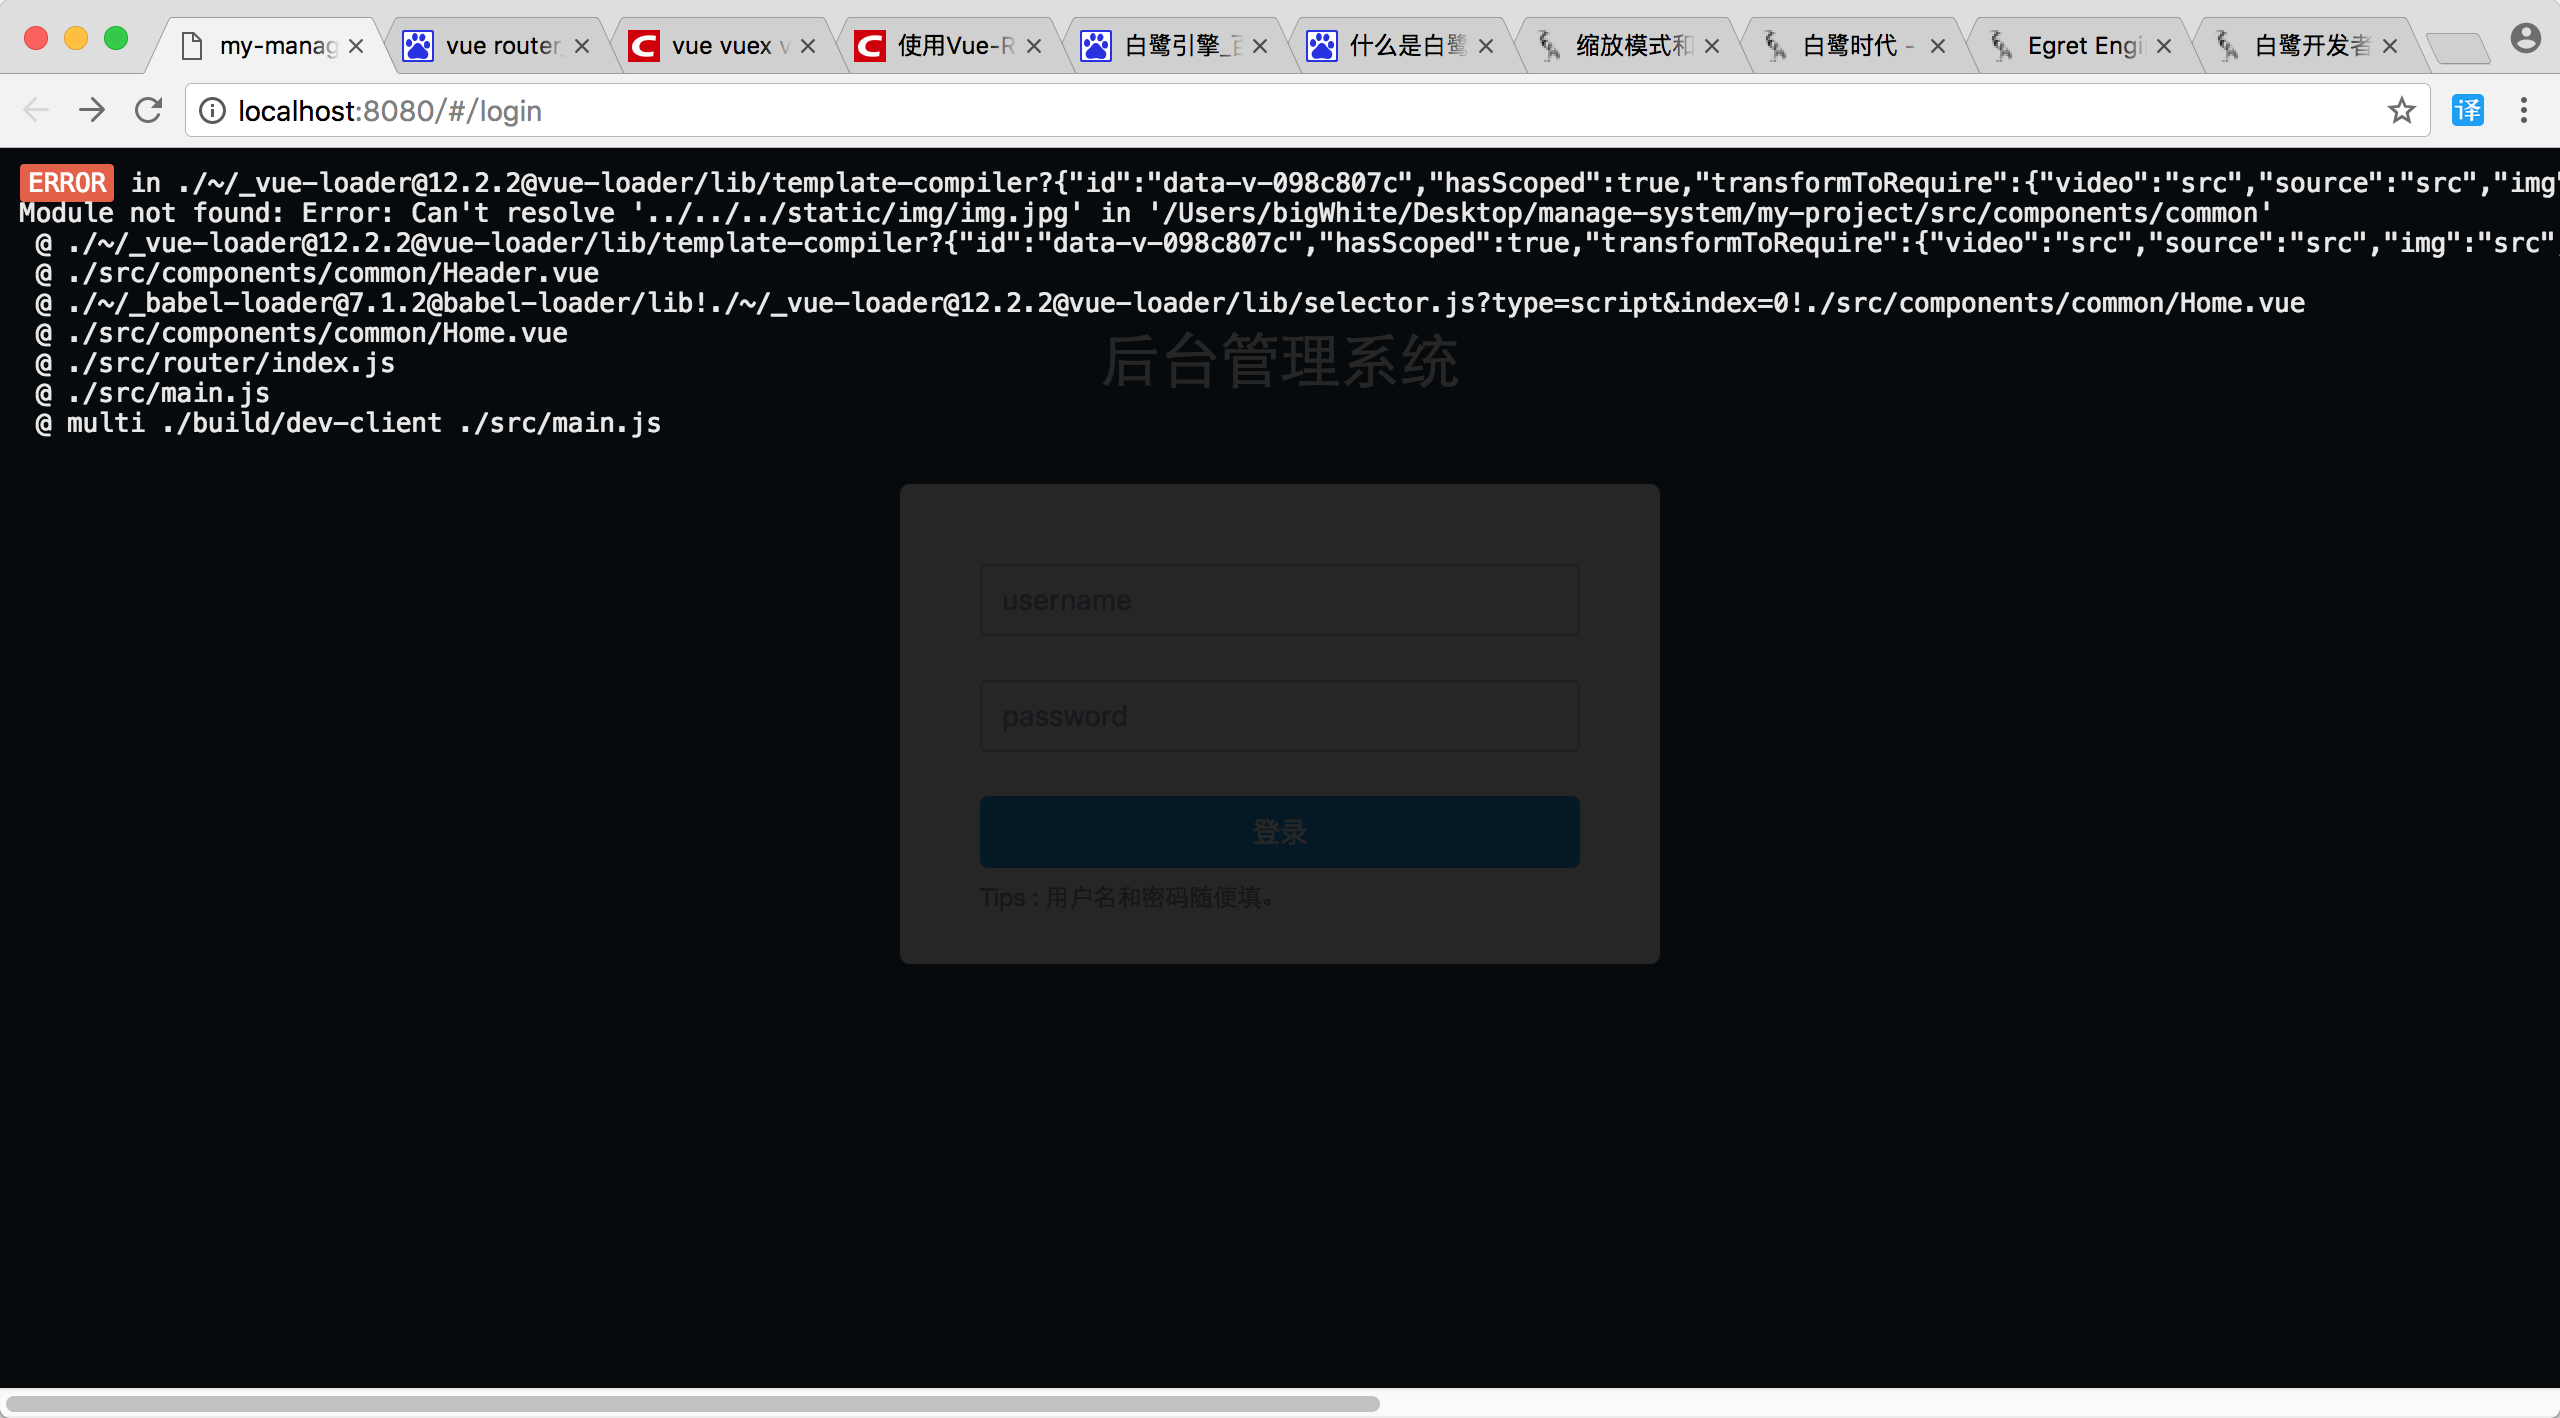 my-manag
vue router_
vue vuex v
使用Vue-R
白鹭引擎_百
什么是白鹭
缩放模式和
白鹭时代 -
Egret Engi
白鹭开发者
localhost:8080/#/login
译
ERROR in ./~/_vue-loader@12.2.2@vue-loader/lib/template-compiler?{"id":"data-v-098c807c","hasScoped":true,"transformToRequire":{"video":"src","source":"src","img"
Module not found: Error: Can't resolve '../../../static/img/img.jpg' in '/Users/bigWhite/Desktop/manage-system/my-project/src/components/common'
@ ./~/_vue-loader@12.2.2@vue-loader/lib/template-compiler?{"id":"data-v-098c807c","hasScoped":true,"transformToRequire":{"video":"src","source":"src","img":"src",
@ ./src/components/common/Header.vue
@ ./~/_babel-loader@7.1.2@babel-loader/lib!./~/_vue-loader@12.2.2@vue-loader/lib/selector.js?type=script&index=0!./src/components/common/Home.vue
@ ./src/components/common/Home.vue
@ ./src/router/index.js
@ ./src/main.js
@ multi ./build/dev-client ./src/main.js
后台管理系统
username
password
登录
Tips : 用户名和密码随便填。